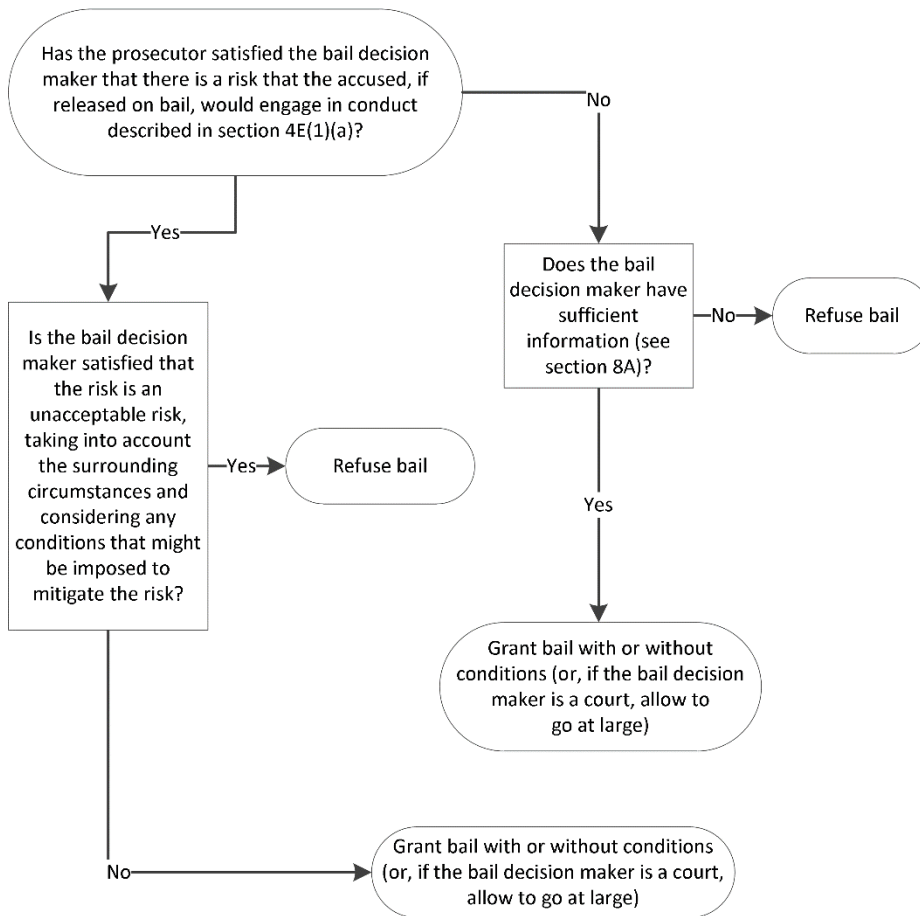 Has the prosecutor satisfied the bail decision
maker that there is a risk that the accused, if
released on bail, would engage in conduct
described in section 4E(1)(a)?
No
Yes
Does the bail
decision maker have
sufficient
information (see
section 8A)?
No
Refuse bail
Is the bail decision
maker satisfied that
the risk is an
unacceptable risk,
taking into account
the surrounding
circumstances and
considering any
conditions that might
be imposed to
mitigate the risk?
Yes
Refuse bail
Yes
Grant bail with or without
conditions (or, if the bail decision
maker is a court, allow to
go at large)
No
Grant bail with or without conditions
(or, if the bail decision maker is a court,
allow to go at large)